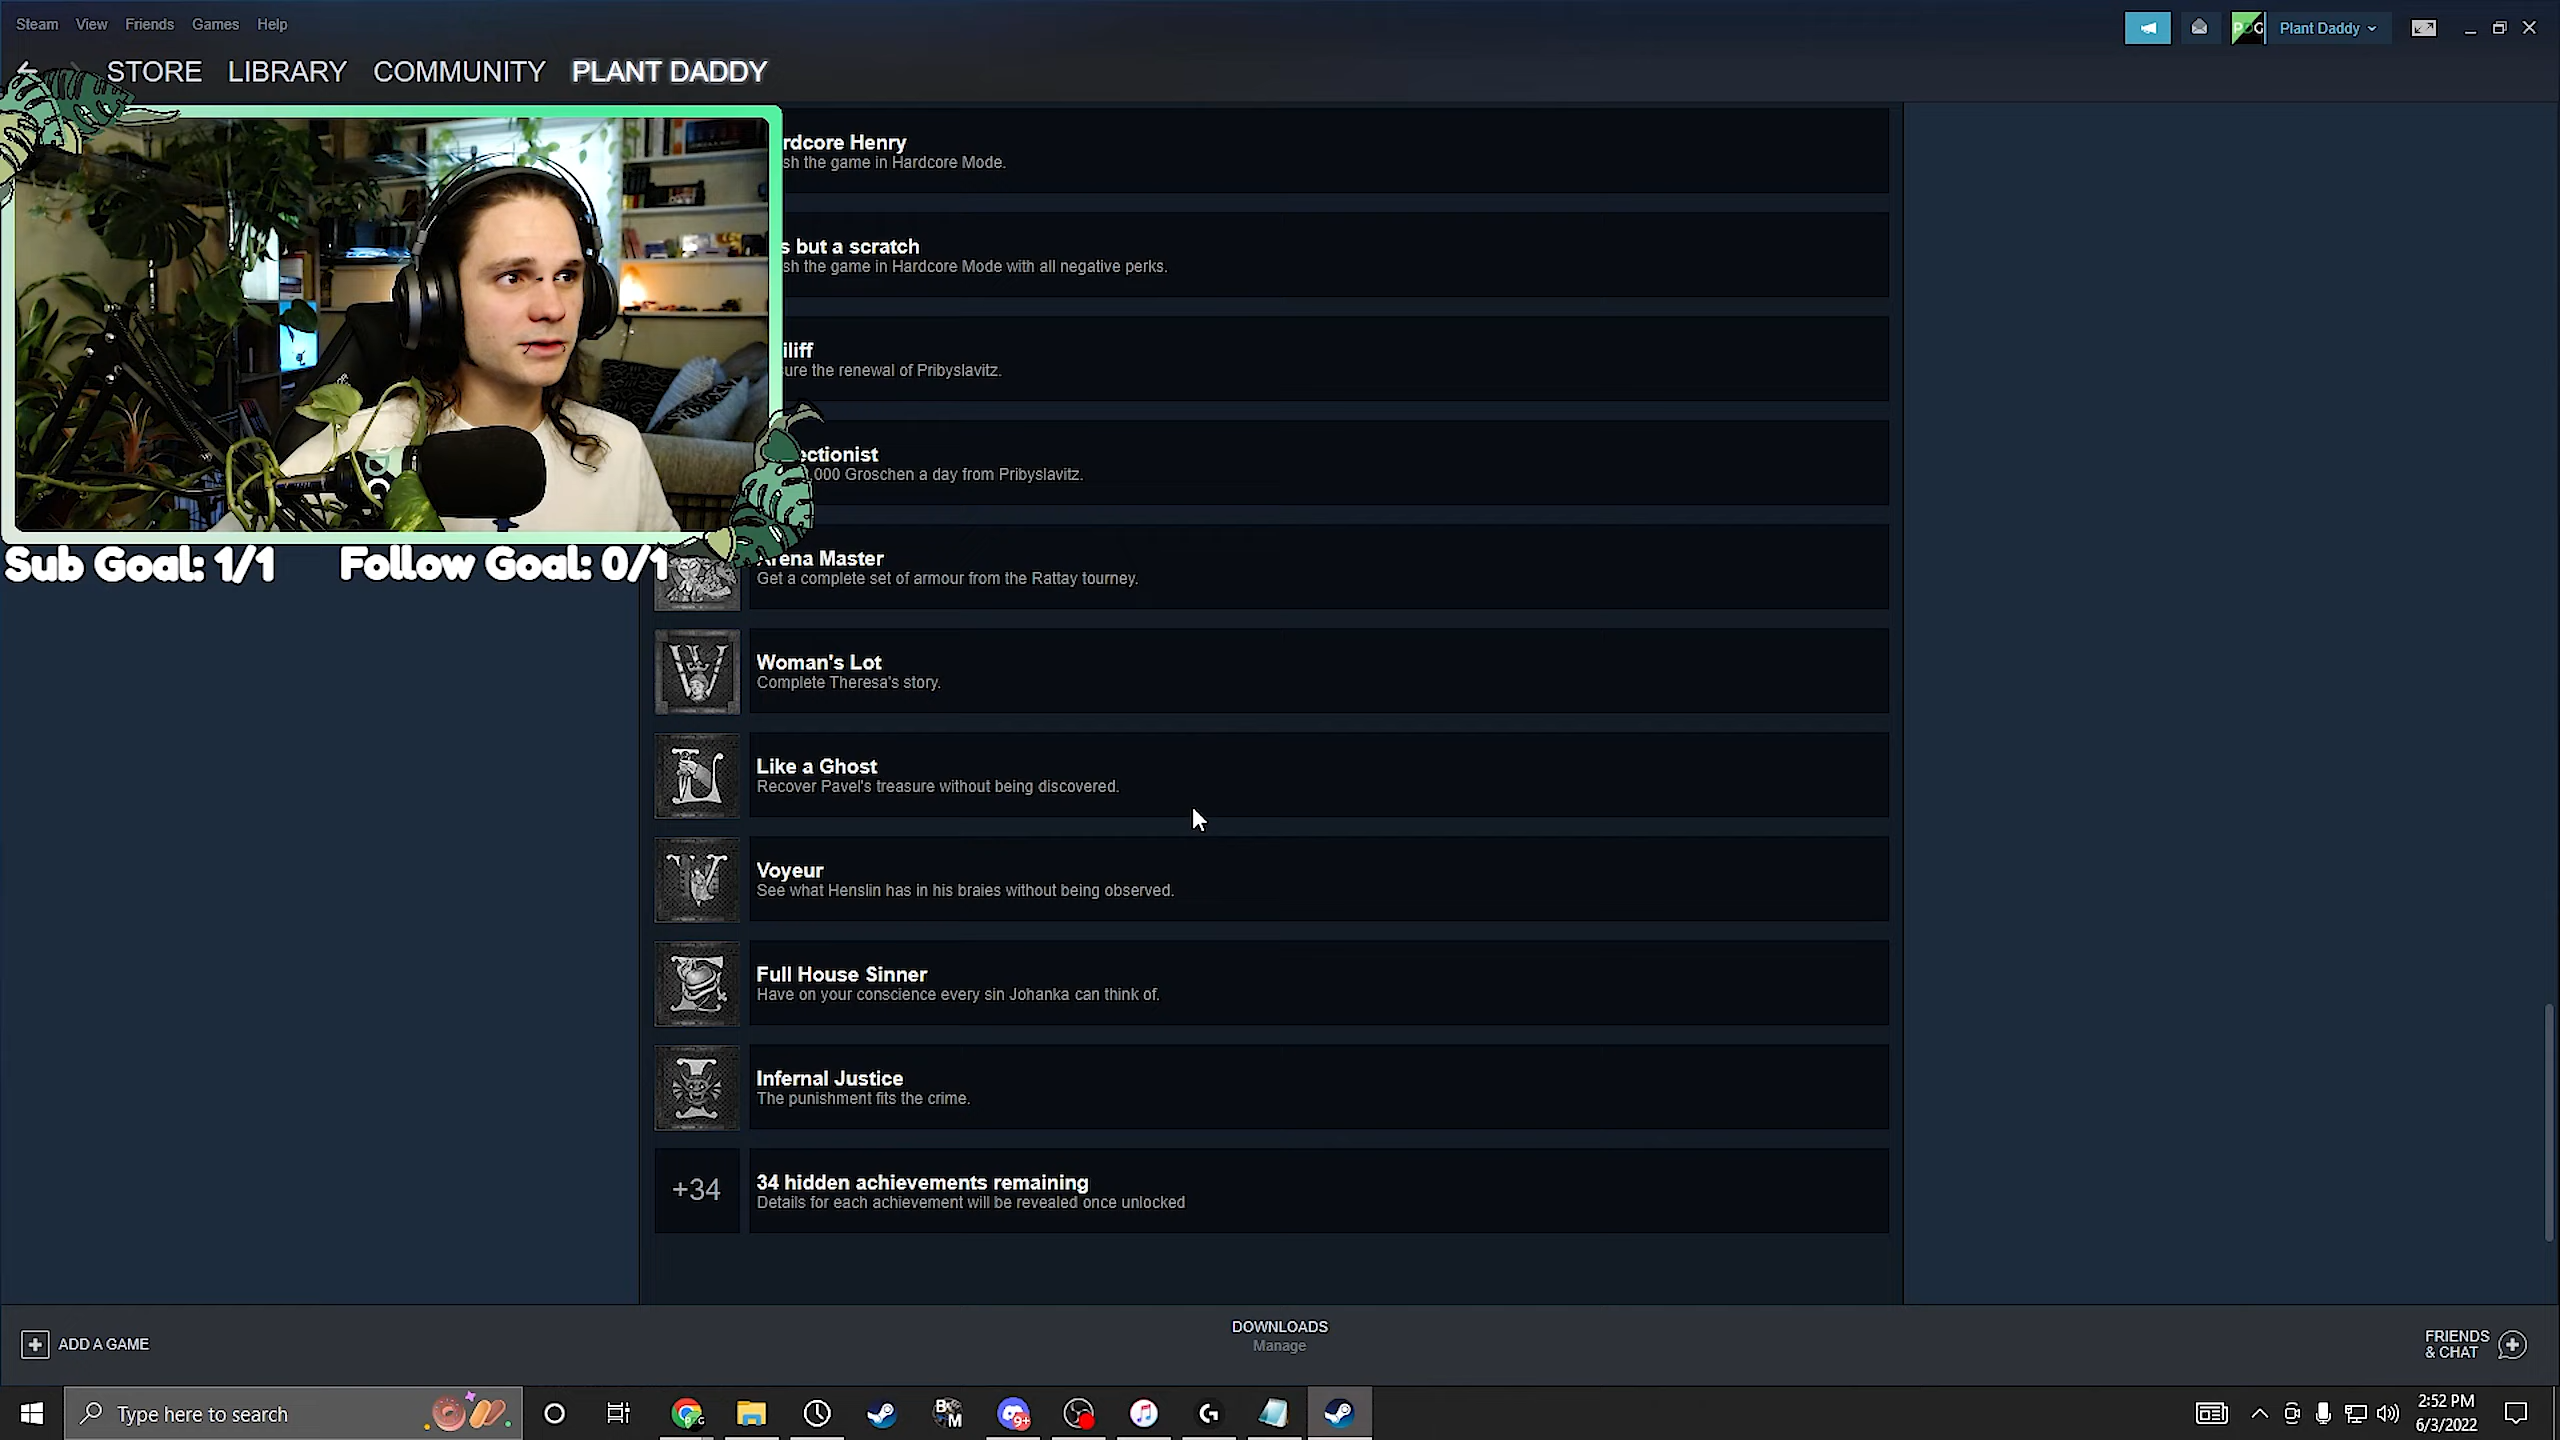 Steam View Friends Games Help
Plant Daddy
STORE LIBRARY COMMUNITY PLANT DADDY
rdcore Henry
sh the game in Hardcore Mode.
s but a scratch
sh the game in Hardcore Mode with all negative perks.
iliff
ure the renewal of Pribyslavitz.
ectionist
000 Groschen a day from Pribyslavitz.
Sub Goal: 1/1 Follow Goal: 0/1
Arena Master
Get a complete set of armour from the Rattay tourney.
Woman's Lot
Complete Theresa's story.
Like a Ghost
Recover Pavel's treasure without being discovered.
Voyeur
See what Henslin has in his braies without being observed.
Full House Sinner
Have on your conscience every sin Johanka can think of.
Infernal Justice
The punishment fits the crime.
+34
34 hidden achievements remaining
Details for each achievement will be revealed once unlocked
ADD A GAME
DOWNLOADS
Manage
FRIENDS
& CHAT
Type here to search
9+
2:52 PM
6/3/2022